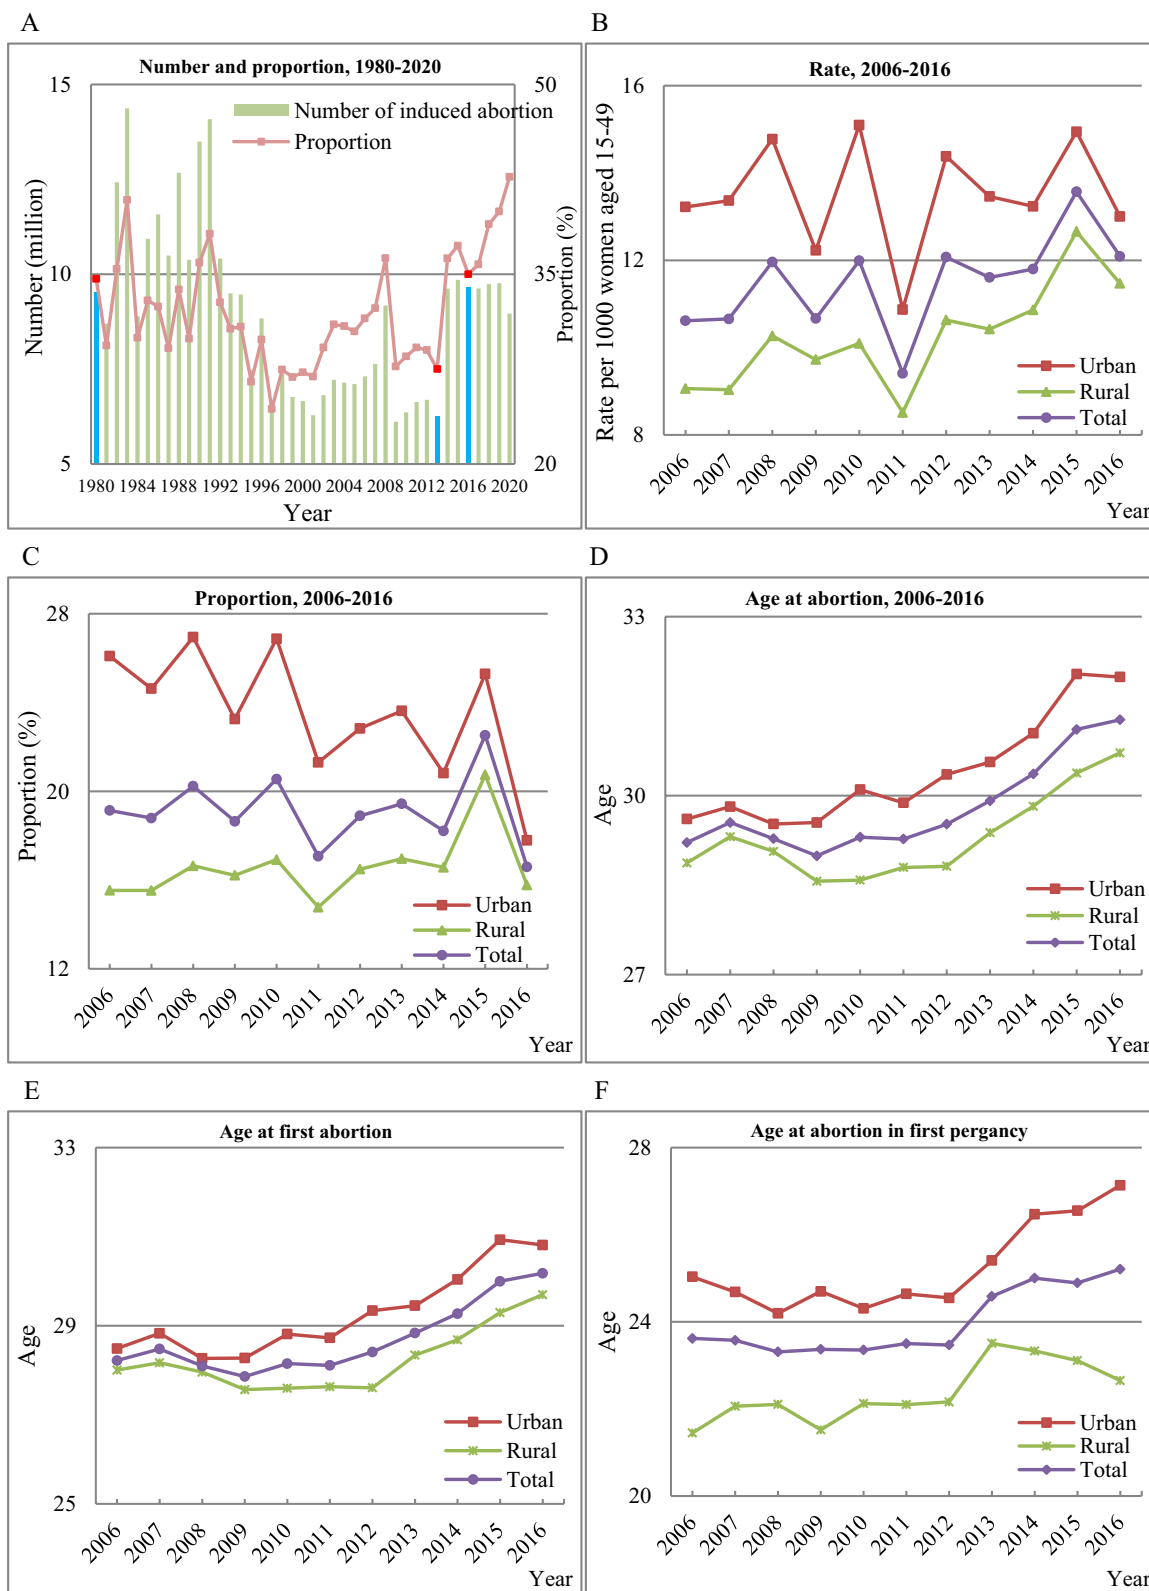 A
Number and proportion, 1980-2020
15
50
Number of induced abortion
Proportion
Number (million)
Proportion (%)
10
35
5
20
1980 1984 1988 1992 1996 2000 2004 2008 2012 2016 2020
Year
B
Rate, 2006-2016
16
Rate per 1000 women aged 15-49
12
Urban
Rural
Total
8
2006 2007 2008 2009 2010 2011 2012 2013 2014 2015 2016
Year
C
Proportion, 2006-2016
28
Proportion (%)
20
Urban
Rural
Total
12
2006 2007 2008 2009 2010 2011 2012 2013 2014 2015 2016
Year
D
Age at abortion, 2006-2016
33
Age
30
Urban
Rural
Total
27
2006 2007 2008 2009 2010 2011 2012 2013 2014 2015 2016
Year
E
Age at first abortion
33
Age
29
Urban
Rural
Total
25
2006 2007 2008 2009 2010 2011 2012 2013 2014 2015 2016
Year
F
Age at abortion in first pergancy
28
Age
24
Urban
Rural
Total
20
2006 2007 2008 2009 2010 2011 2012 2013 2014 2015 2016
Year